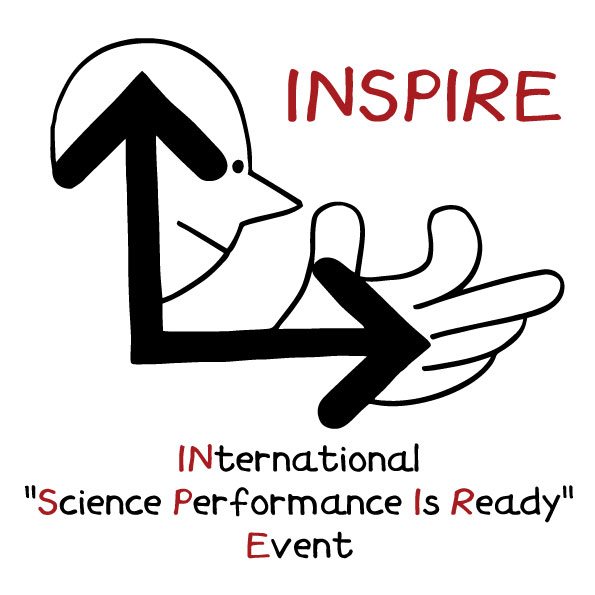 INSPIRE
INternational
"Science Performance Is Ready"
Event